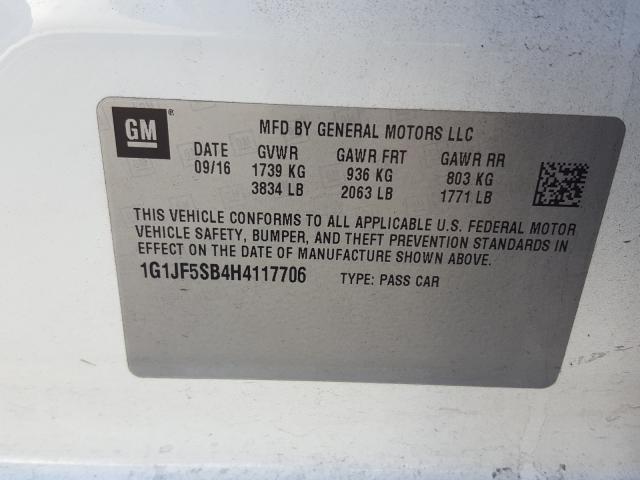 GM ®
MFD BY GENERAL MOTORS LLC
DATE GVWR GAWR FRT GAWR RR
09/16 1739 KG 936 KG 803 KG
3834 LB 2063 LB 1771 LB
THIS VEHICLE CONFORMS TO ALL APPLICABLE U.S. FEDERAL MOTOR
VEHICLE SAFETY, BUMPER, AND THEFT PREVENTION STANDARDS IN
EFFECT ON THE DATE OF MANUFACTURE SHOWN ABOVE.
1G1JF5SB4H4117706 TYPE: PASS CAR